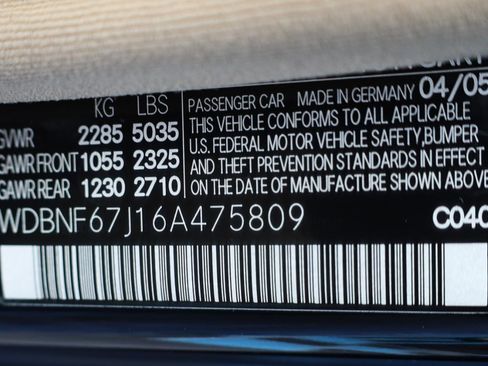 KG LBS
GVWR 2285 5035
GAWR FRONT 1055 2325
GAWR REAR 1230 2710
04/05
PASSENGER CAR MADE IN GERMANY
THIS VEHICLE CONFORMS TO ALL APPLICABLE
U.S. FEDERAL MOTOR VEHICLE SAFETY, BUMPER
AND THEFT PREVENTION STANDARDS IN EFFECT
ON THE DATE OF MANUFACTURE SHOWN ABOVE
WDBNF67J16A475809 C040